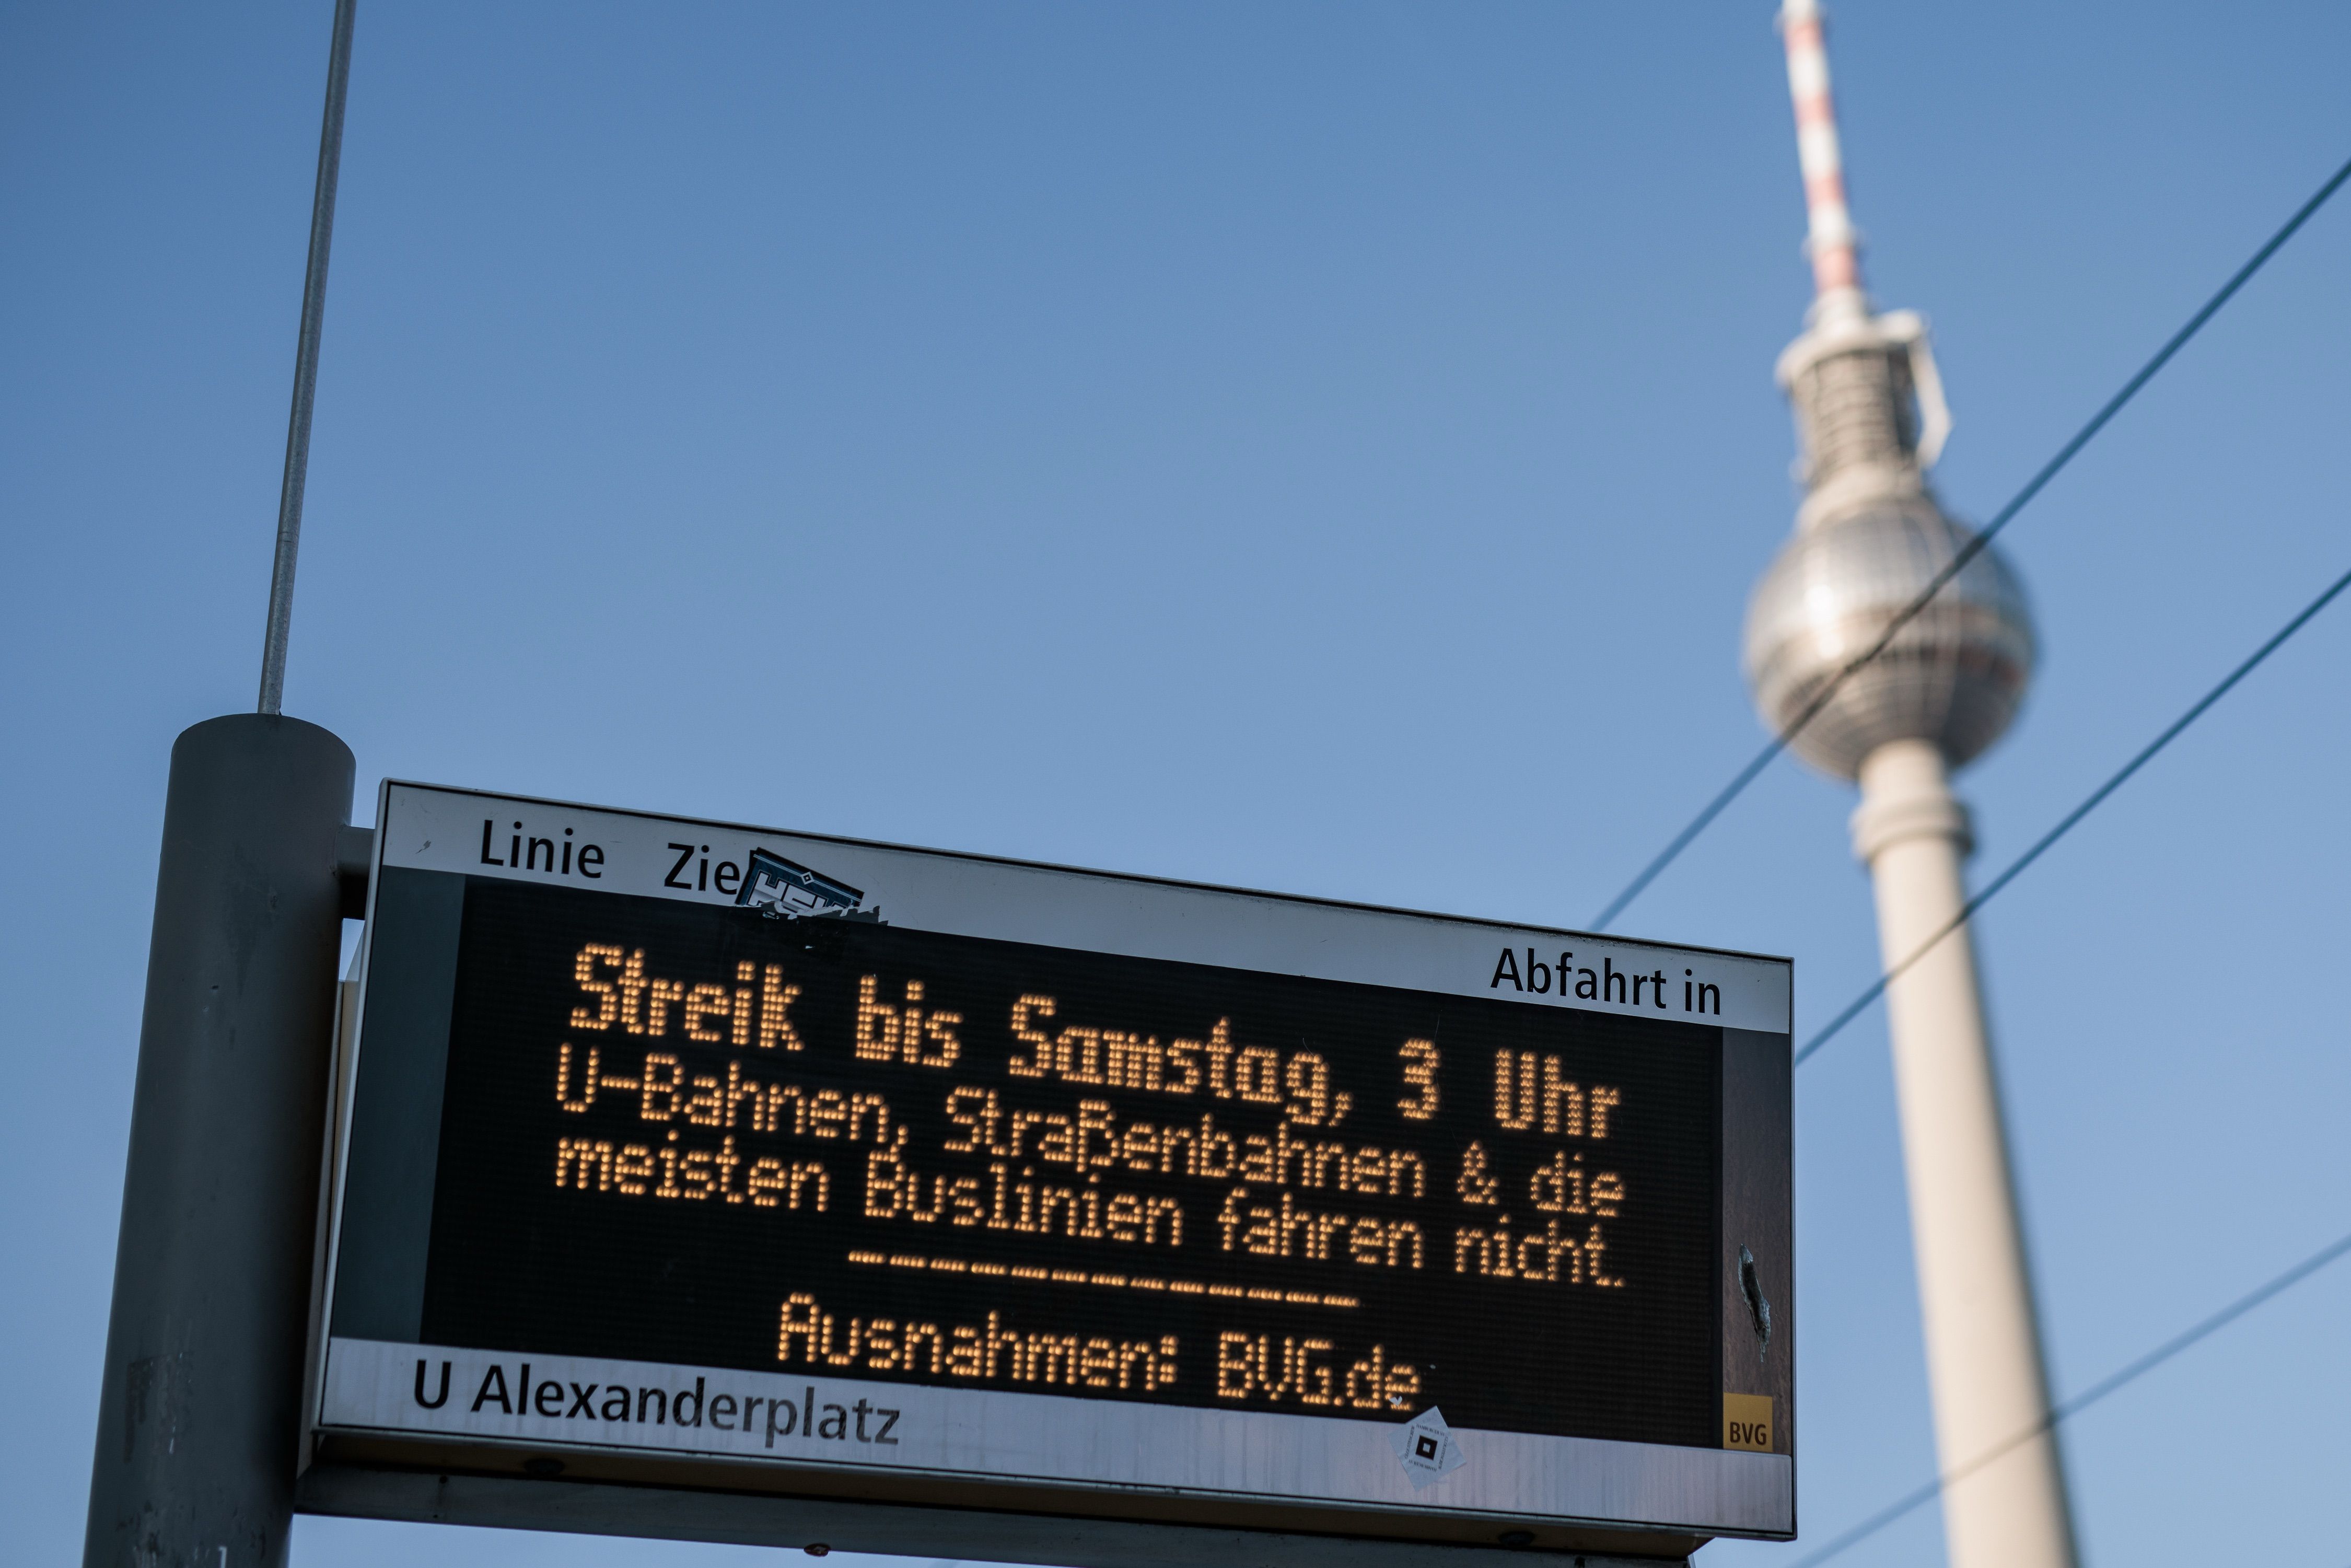 Linie Zie Abfahrt in
Streik bis Samstag, 3 Uhr
U-Bahnen, Straßenbahnen & die
meisten Buslinien fahren nicht.
Ausnahmen: BVG.de
U Alexanderplatz
BVG